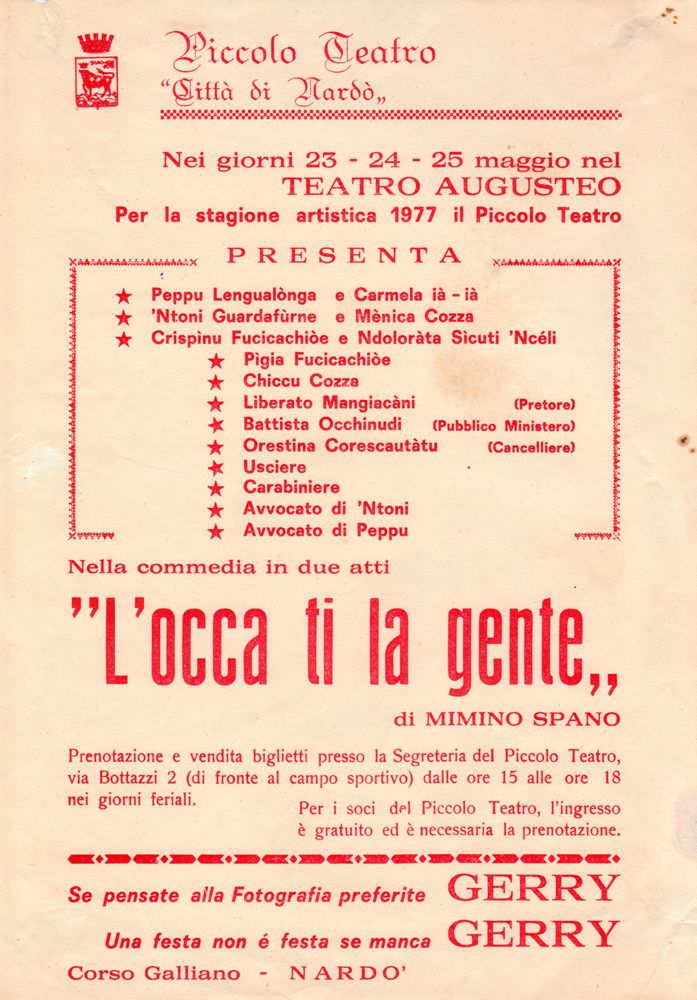 Piccolo Teatro
“Città di Nardò„
Nei giorni 23 - 24 - 25 maggio nel
TEATRO AUGUSTEO
Per la stagione artistica 1977 il Piccolo Teatro
PRESENTA
★ Peppu Lengualònga e Carmela ià - ià
★ 'Ntoni Guardafùrne e Mènica Cozza
★ Crispìnu Fucicachiòe e Ndoloràta Sìcuti 'Ncéli
★ Pìgia Fucicachiòe
★ Chiccu Cozza
★ Liberato Mangiacàni (Pretore)
★ Battista Occhinudi (Pubblico Ministero)
★ Orestina Corescautàtu (Cancelliere)
★ Usciere
★ Carabiniere
★ Avvocato di 'Ntoni
★ Avvocato di Peppu
Nella commedia in due atti
”L'occa ti la gente„
di MIMINO SPANO
Prenotazione e vendita biglietti presso la Segreteria del Piccolo Teatro,
via Bottazzi 2 (di fronte al campo sportivo) dalle ore 15 alle ore 18
nei giorni feriali.
Per i soci del Piccolo Teatro, l'ingresso
è gratuito ed è necessaria la prenotazione.
Se pensate alla Fotografia preferite GERRY
Una festa non é festa se manca GERRY
Corso Galliano - NARDO'